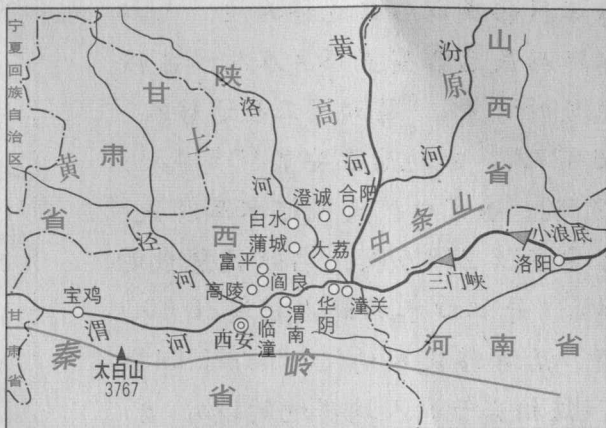 宁夏回族自治区
甘肃省
陕西省
山西省
河南省
甘肃省
黄土高原
黄河
汾河
洛河
泾河
渭河
中条山
秦岭
太白山
3767
澄诚
合阳
白水
蒲城
大荔
富平
阎良
高陵
宝鸡
西安
临潼
渭南
华阴
潼关
三门峡
小浪底
洛阳